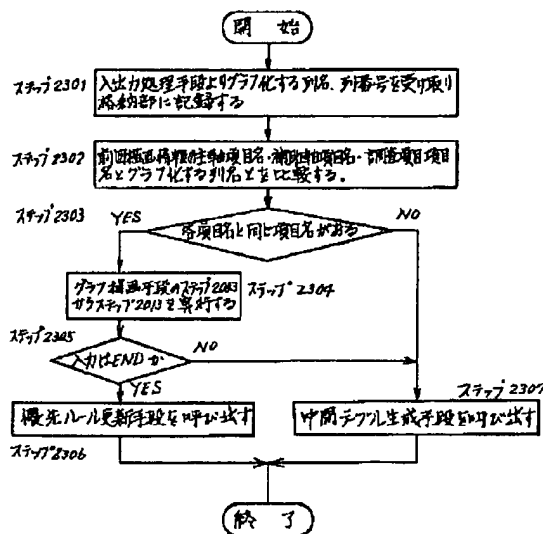 開始
ステップ2301
入出力処理手段よりグラフ化する列名、列番号を受け取り
格納部に記録する
ステップ2302
前回描画情報の主軸項目名・補助軸項目名・調査項目項目
名とグラフ化する列名とを比較する。
ステップ2303
YES
NO
各項目名と同じ項目名がある
グラフ描画手段のステップ2003
からステップ2013を実行する
ステップ2304
ステップ2305
入力はENDか
NO
YES
ステップ2307
優先ルール更新手段を呼び出す
中間テーブル生成手段を呼び出す
ステップ2306
終了